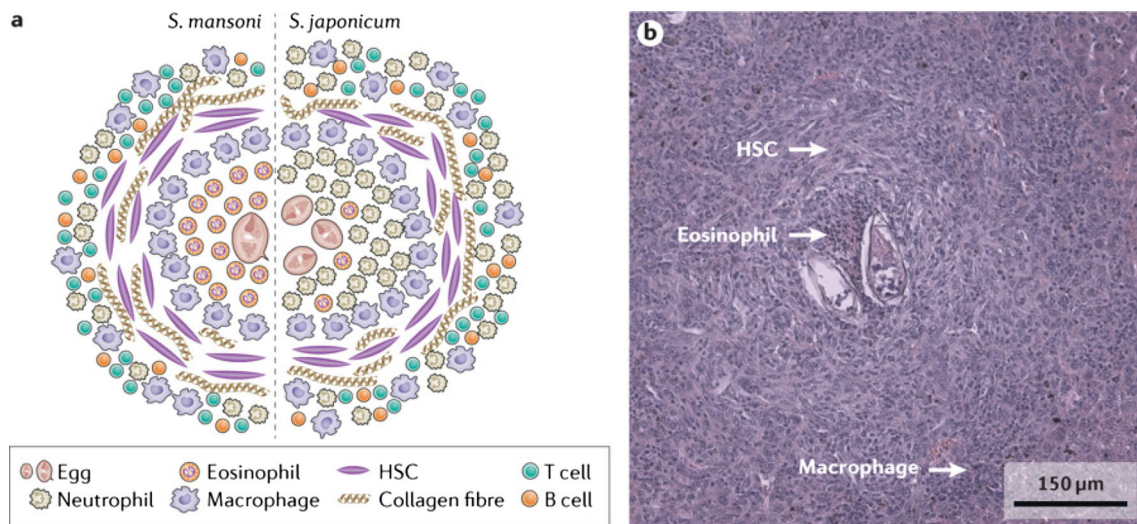 a
S. mansoni
S. japonicum
Egg
Eosinophil
HSC
T cell
Neutrophil
Macrophage
Collagen fibre
B cell
b
HSC
Eosinophil
Macrophage
150 µm